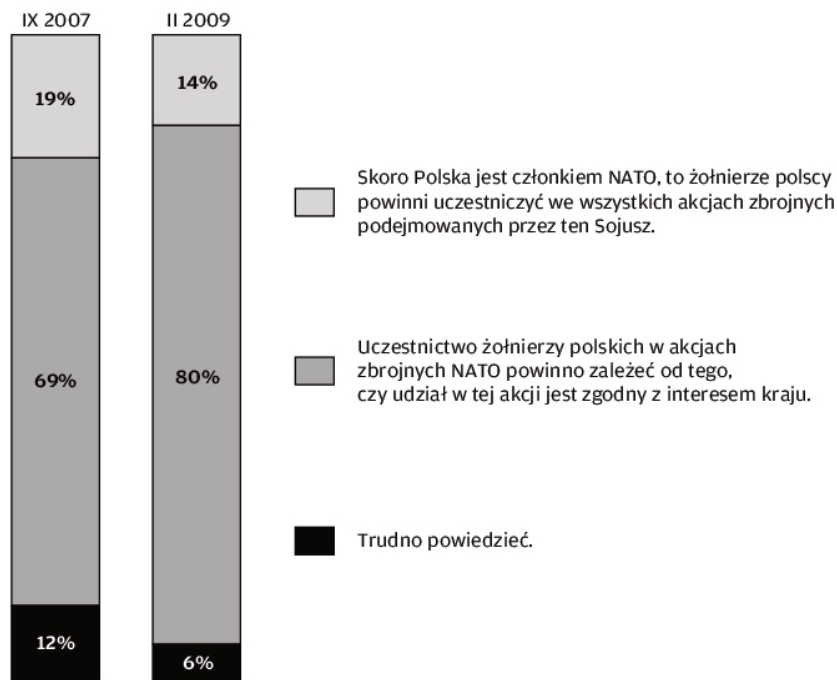 IX 2007
II 2009
19%
14%
69%
80%
12%
6%
Skoro Polska jest członkiem NATO, to żołnierze polscy
powinni uczestniczyć we wszystkich akcjach zbrojnych
podejmowanych przez ten Sojusz.
Uczestnictwo żołnierzy polskich w akcjach
zbrojnych NATO powinno zależeć od tego,
czy udział w tej akcji jest zgodny z interesem kraju.
Trudno powiedzieć.